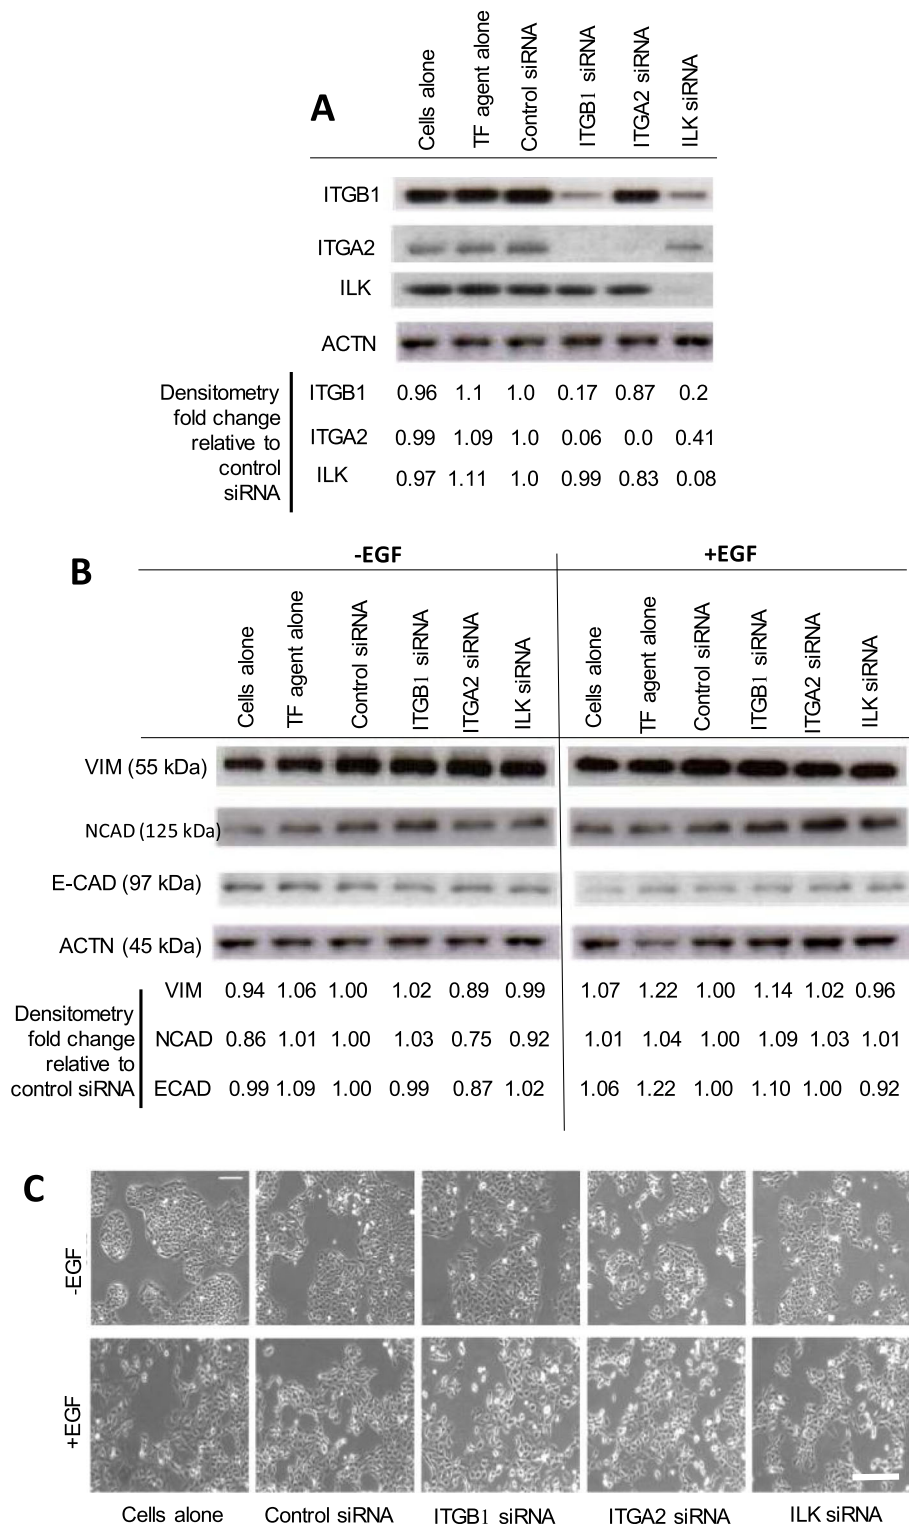 A
Cells alone
TF agent alone
Control siRNA
ITGB1 siRNA
ITGA2 siRNA
ILK siRNA
ITGB1
ITGA2
ILK
ACTN
Densitometry
fold change
relative to
control
siRNA
ITGB1 0.96 1.1 1.0 0.17 0.87 0.2
ITGA2 0.99 1.09 1.0 0.06 0.0 0.41
ILK 0.97 1.11 1.0 0.99 0.83 0.08
B
-EGF
+EGF
Cells alone
TF agent alone
Control siRNA
ITGB1 siRNA
ITGA2 siRNA
ILK siRNA
Cells alone
TF agent alone
Control siRNA
ITGB1 siRNA
ITGA2 siRNA
ILK siRNA
VIM (55 kDa)
NCAD (125 kDa)
E-CAD (97 kDa)
ACTN (45 kDa)
Densitometry
fold change
relative to
control siRNA
VIM 0.94 1.06 1.00 1.02 0.89 0.99 1.07 1.22 1.00 1.14 1.02 0.96
NCAD 0.86 1.01 1.00 1.03 0.75 0.92 1.01 1.04 1.00 1.09 1.03 1.01
ECAD 0.99 1.09 1.00 0.99 0.87 1.02 1.06 1.22 1.00 1.10 1.00 0.92
C
-EGF
+EGF
Cells alone
Control siRNA
ITGB1 siRNA
ITGA2 siRNA
ILK siRNA